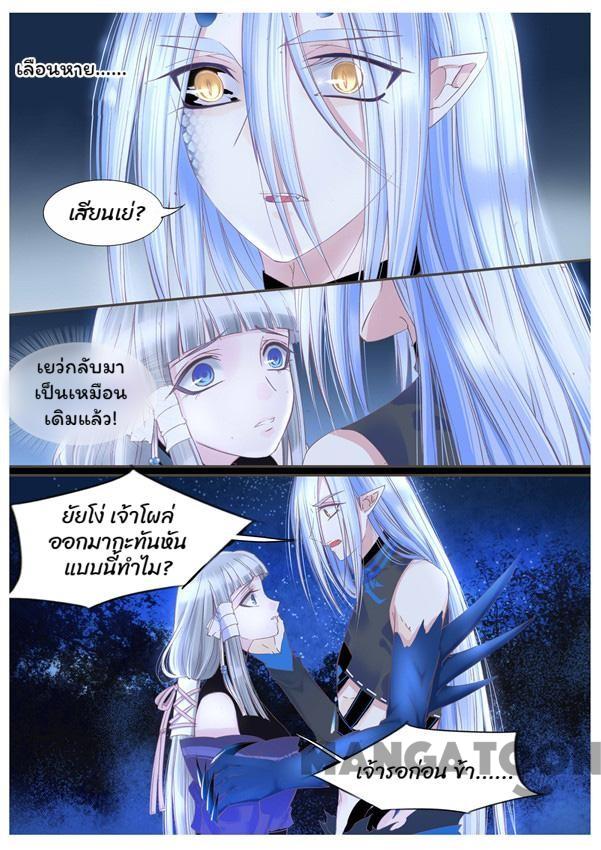 เลือนหาย......
เสียนเย่?
เยว่กลับมา
เป็นเหมือน
เดิมแล้ว!
ยัยโง่ เจ้าโผล่
ออกมากะทันหัน
แบบนี้ทำไม?
MANGATOON
เจ้ารอก่อน ข้า......